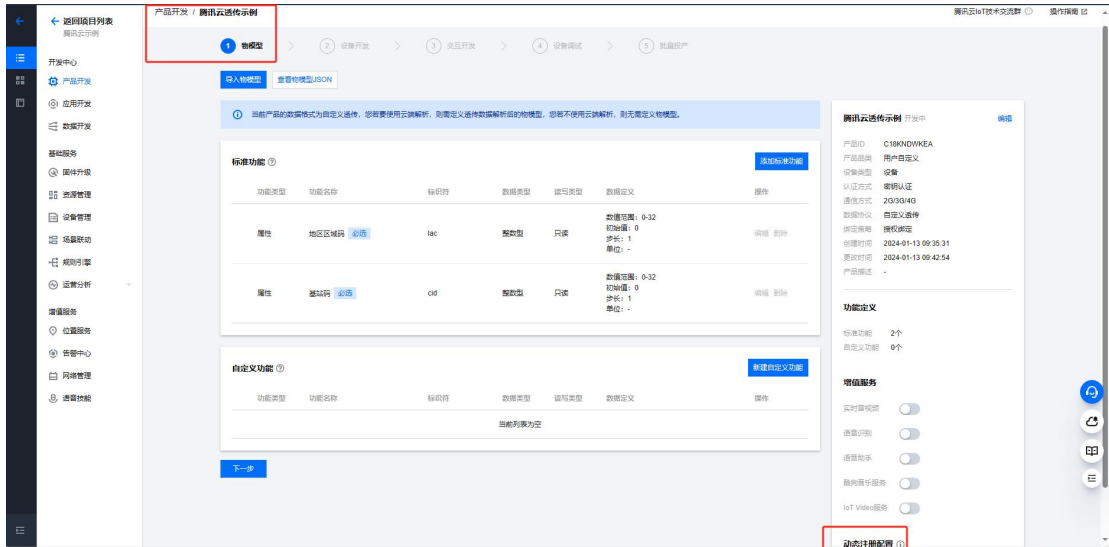 返回项目列表
腾讯云示例
产品开发 / 腾讯云透传示例
腾讯云IoT技术交流群
操作指南
开发中心
产品开发
应用开发
数据开发
基础服务
固件升级
资源管理
设备管理
场景联动
规则引擎
运营分析
增值服务
位置服务
告警中心
网络管理
语音技能
1 物模型
2 设备开发
3 交互开发
4 设备调试
5 批量投产
导入物模型
查看物模型JSON
当前产品的数据格式为自定义透传,您若要使用云端解析,则需定义透传数据解析后的物模型,您若不使用云端解析,则无需定义物模型。
标准功能
添加标准功能
功能类型 功能名称 标识符 数据类型 读写类型 数据定义 操作
属性 地区区域码 必选 lac 整数型 只读
数值范围:0-32
初始值:0
步长:1
单位:-
编辑 删除
属性 基站码 必选 cid 整数型 只读
数值范围:0-32
初始值:0
步长:1
单位:-
编辑 删除
自定义功能
新建自定义功能
功能类型 功能名称 标识符 数据类型 读写类型 数据定义 操作
当前列表为空
下一步
腾讯云透传示例 开发中 编辑
产品ID C18KNDWKEA
产品品类 用户自定义
设备类型 设备
认证方式 密钥认证
通信方式 2G/3G/4G
数据协议 自定义透传
绑定策略 授权绑定
创建时间 2024-01-13 09:35:31
更改时间 2024-01-13 09:42:54
产品描述 -
功能定义
标准功能 2个
自定义功能 0个
增值服务
实时音视频
语音识别
语音助手
酷狗音乐服务
IoT Video服务
动态注册配置